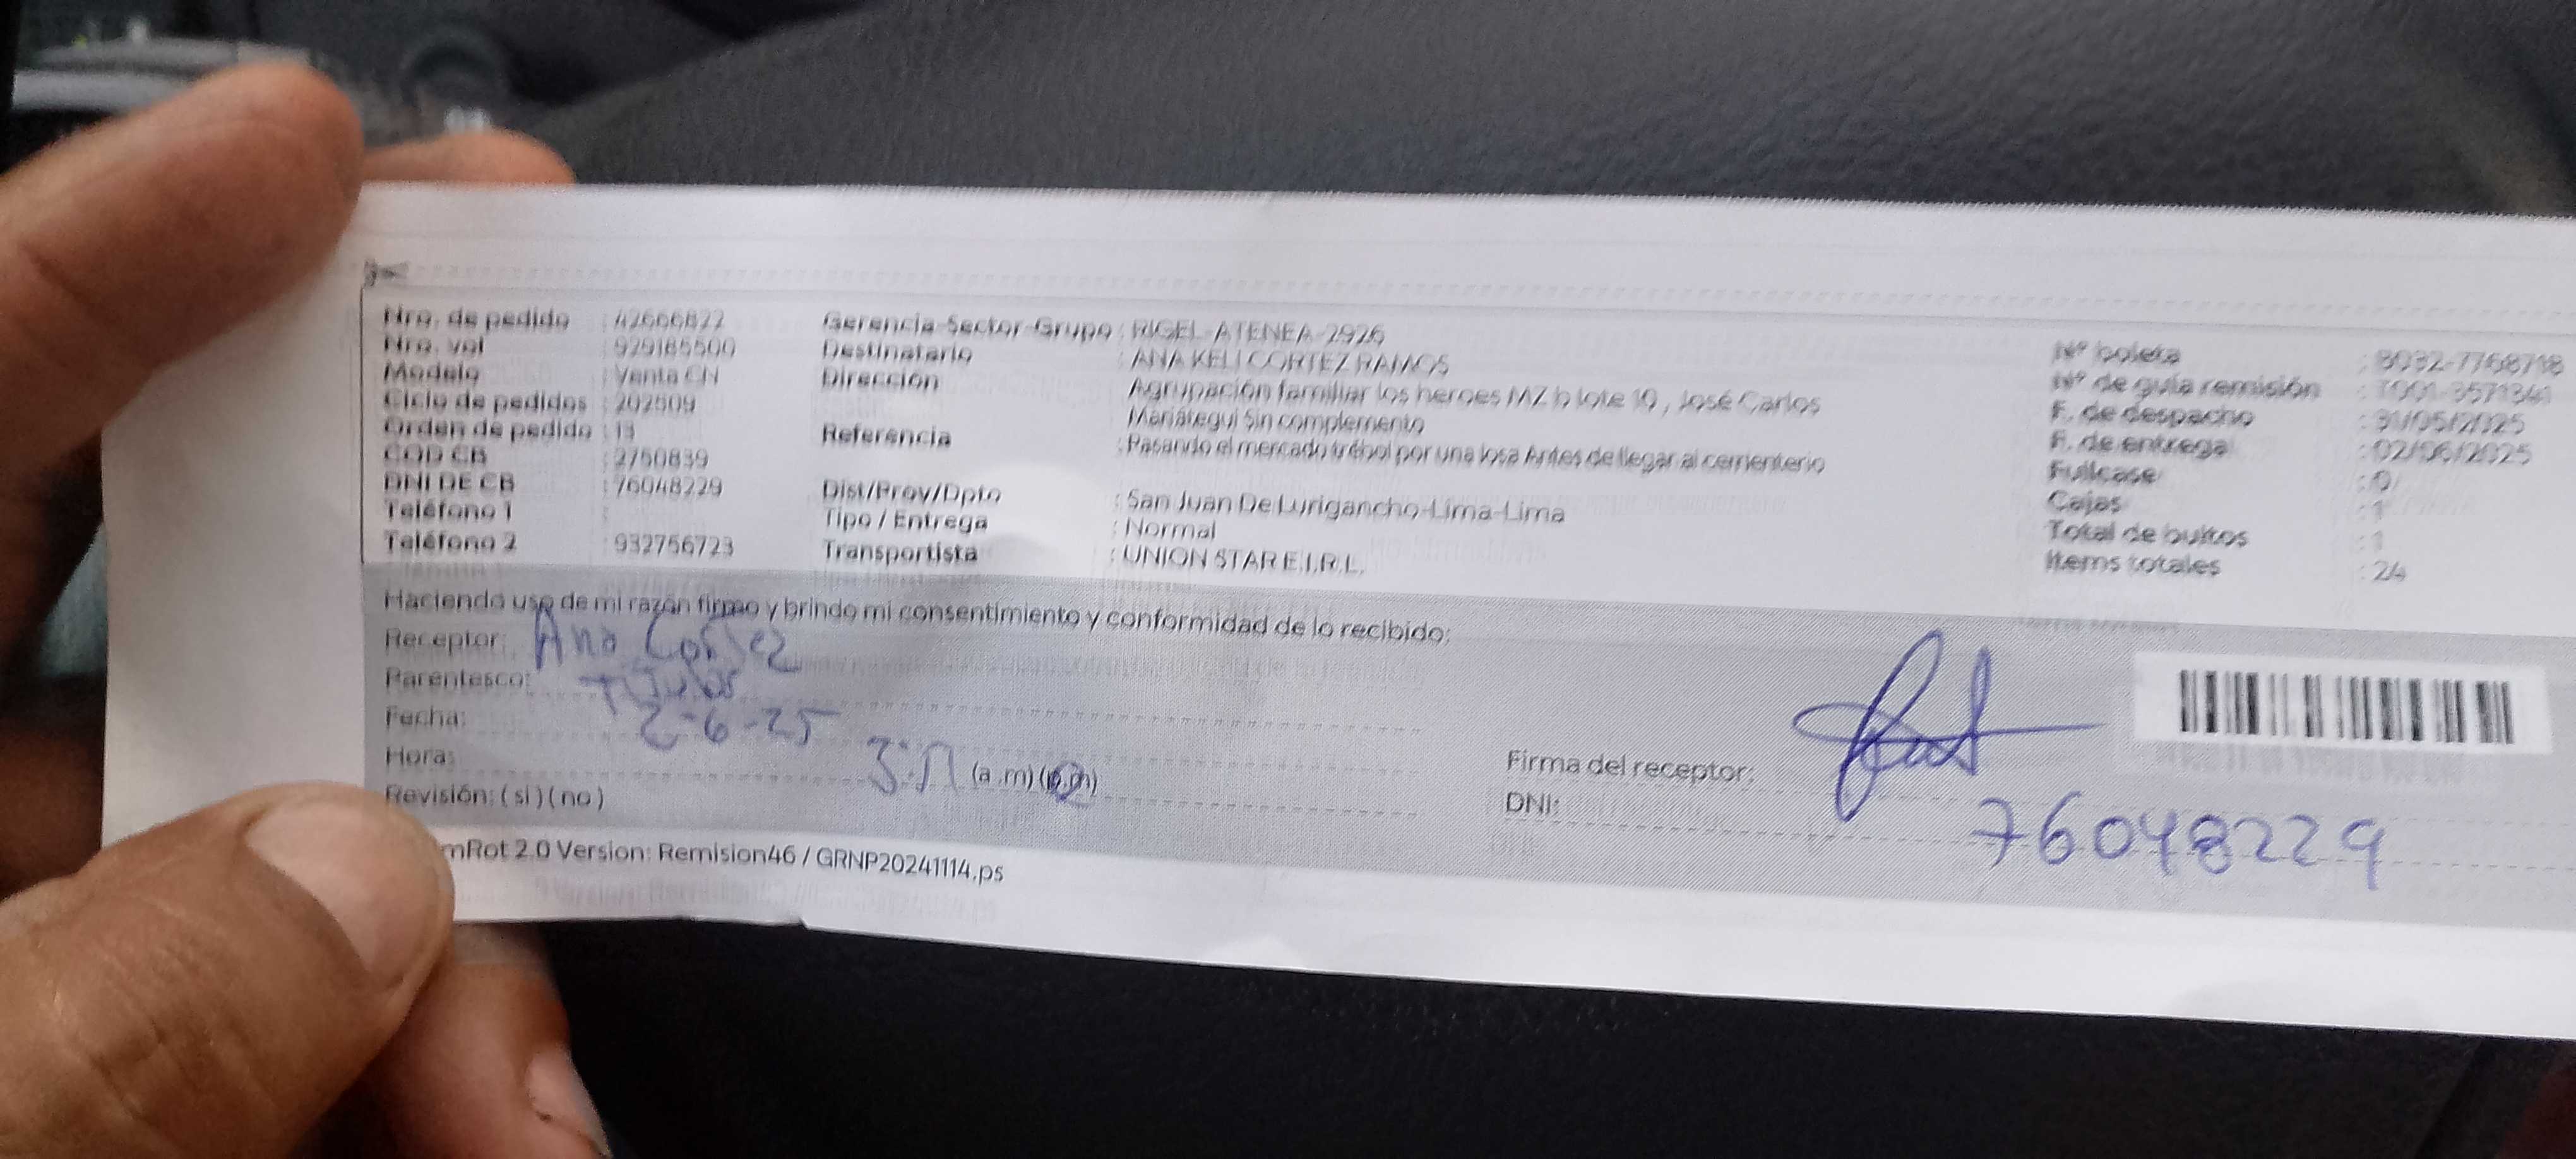 Nro. de pedido : 42666822
Nro. vol : 929185500
Modelo : Venta CN
Ciclo de pedidos : 202509
Orden de pedido : 13
COD CB : 2750839
DNI DE CB : 76048229
Teléfono 1 :
Teléfono 2 : 932756723
Gerencia-Sector-Grupo : RIGEL-ATENEA-2926
Destinatario : ANA KELI CORTEZ RAMOS
Dirección : Agrupación familiar los heroes MZ b lote 10 , José Carlos
Mariátegui Sin complemento
Referencia : Pasando el mercado trébol por una losa Antes de llegar al cementerio
Dist/Prov/Dpto : San Juan De Lurigancho-Lima-Lima
Tipo / Entrega : Normal
Transportista : UNION STAR E.I.R.L.
N° boleta : B032-7768718
N° de guía remisión : T001-3571341
F. de despacho : 31/05/2025
F. de entrega : 02/06/2025
Fullcase : 0
Cajas : 1
Total de bultos : 1
Items totales : 24
Haciendo uso de mi razón firmo y brindo mi consentimiento y conformidad de lo recibido:
Receptor: Ana Cortez
Parentesco: Titular
Fecha: 2-6-25
Hora: (a.m) (p.m)
Revisión: ( si ) ( no )
Firma del receptor:
DNI: 76048229
mRot 2.0 Version: Remision46 / GRNP20241114.ps